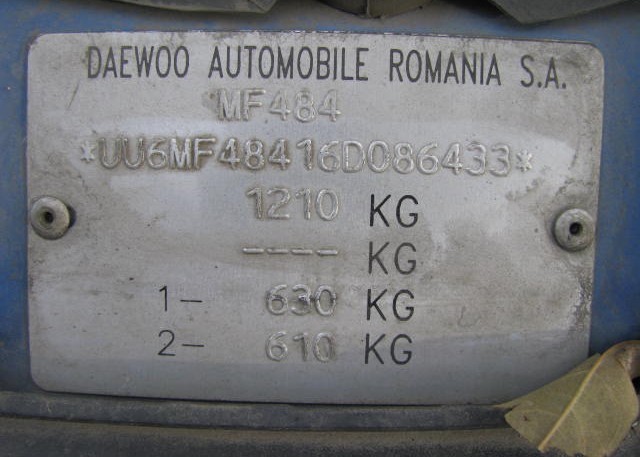 DAEWOO AUTOMOBILE ROMANIA S.A.
MF484
*UU6MF48416D086433*
1210 KG
---- KG
1- 630 KG
2- 610 KG